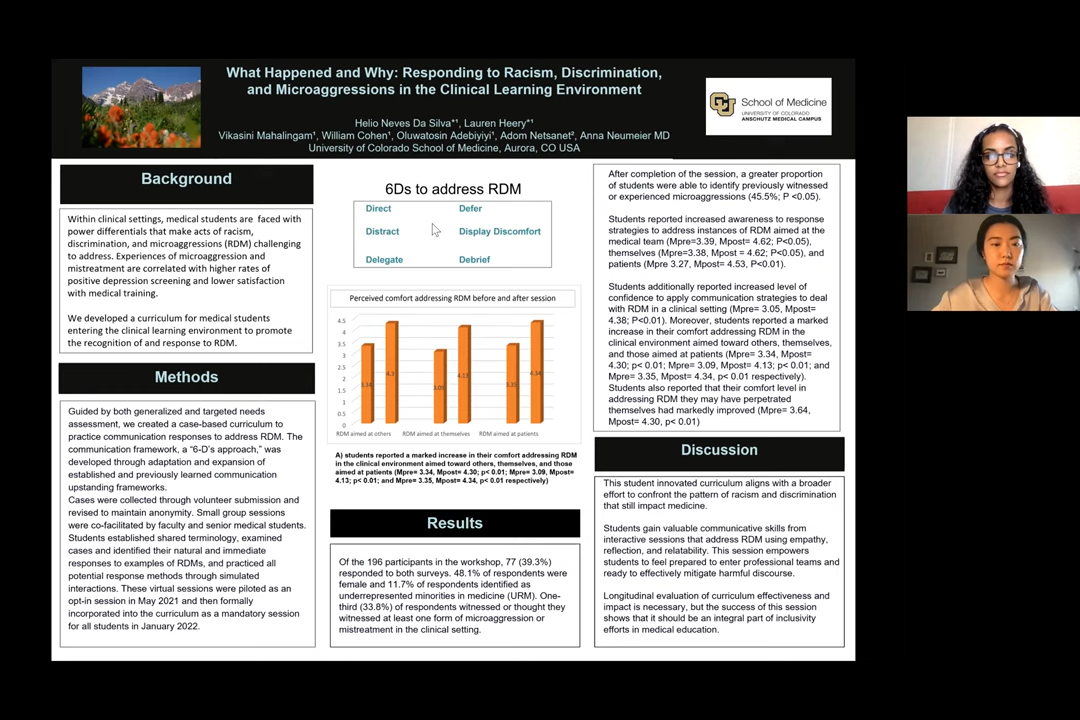 What Happened and Why: Responding to Racism, Discrimination,
and Microaggressions in the Clinical Learning Environment
Helio Neves Da Silva*¹, Lauren Heery*¹
Vikasini Mahalingam¹, William Cohen¹, Oluwatosin Adebiyiyi¹, Adom Netsanet², Anna Neumeier MD
University of Colorado School of Medicine, Aurora, CO USA
CU
School of Medicine
UNIVERSITY OF COLORADO
ANSCHUTZ MEDICAL CAMPUS
Background
Within clinical settings, medical students are faced with
power differentials that make acts of racism,
discrimination, and microaggressions (RDM) challenging
to address. Experiences of microaggression and
mistreatment are correlated with higher rates of
positive depression screening and lower satisfaction
with medical training.
We developed a curriculum for medical students
entering the clinical learning environment to promote
the recognition of and response to RDM.
Methods
Guided by both generalized and targeted needs
assessment, we created a case-based curriculum to
practice communication responses to address RDM. The
communication framework, a "6-D's approach," was
developed through adaptation and expansion of
established and previously learned communication
upstanding frameworks.
Cases were collected through volunteer submission and
revised to maintain anonymity. Small group sessions
were co-facilitated by faculty and senior medical students.
Students established shared terminology, examined
cases and identified their natural and immediate
responses to examples of RDMs, and practiced all
potential response methods through simulated
interactions. These virtual sessions were piloted as an
opt-in session in May 2021 and then formally
incorporated into the curriculum as a mandatory session
for all students in January 2022.
6Ds to address RDM
Direct Defer
Distract Display Discomfort
Delegate Debrief
Perceived comfort addressing RDM before and after session
4.5
4
3.5
3
2.5
2
1.5
1
0.5
0
3.34 4.3 3.09 4.13 3.35 4.34
RDM aimed at others RDM aimed at themselves RDM aimed at patients
A) students reported a marked increase in their comfort addressing RDM
in the clinical environment aimed toward others, themselves, and those
aimed at patients (Mpre= 3.34, Mpost= 4.30; p< 0.01; Mpre= 3.09, Mpost=
4.13; p< 0.01; and Mpre= 3.35, Mpost= 4.34, p< 0.01 respectively)
Results
Of the 196 participants in the workshop, 77 (39.3%)
responded to both surveys. 48.1% of respondents were
female and 11.7% of respondents identified as
underrepresented minorities in medicine (URM). One-
third (33.8%) of respondents witnessed or thought they
witnessed at least one form of microaggression or
mistreatment in the clinical setting.
After completion of the session, a greater proportion
of students were able to identify previously witnessed
or experienced microaggressions (45.5%; P <0.05).
Students reported increased awareness to response
strategies to address instances of RDM aimed at the
medical team (Mpre=3.39, Mpost= 4.62; P<0.05),
themselves (Mpre=3.38, Mpost = 4.62; P<0.05), and
patients (Mpre 3.27, Mpost= 4.53, P<0.01).
Students additionally reported increased level of
confidence to apply communication strategies to deal
with RDM in a clinical setting (Mpre= 3.05, Mpost=
4.38; P<0.01). Moreover, students reported a marked
increase in their comfort addressing RDM in the
clinical environment aimed toward others, themselves,
and those aimed at patients (Mpre= 3.34, Mpost=
4.30; p< 0.01; Mpre= 3.09, Mpost= 4.13; p< 0.01; and
Mpre= 3.35, Mpost= 4.34, p< 0.01 respectively).
Students also reported that their comfort level in
addressing RDM they may have perpetrated
themselves had markedly improved (Mpre= 3.64,
Mpost= 4.30, p< 0.01)
Discussion
This student innovated curriculum aligns with a broader
effort to confront the pattern of racism and discrimination
that still impact medicine.
Students gain valuable communicative skills from
interactive sessions that address RDM using empathy,
reflection, and relatability. This session empowers
students to feel prepared to enter professional teams and
ready to effectively mitigate harmful discourse.
Longitudinal evaluation of curriculum effectiveness and
impact is necessary, but the success of this session
shows that it should be an integral part of inclusivity
efforts in medical education.